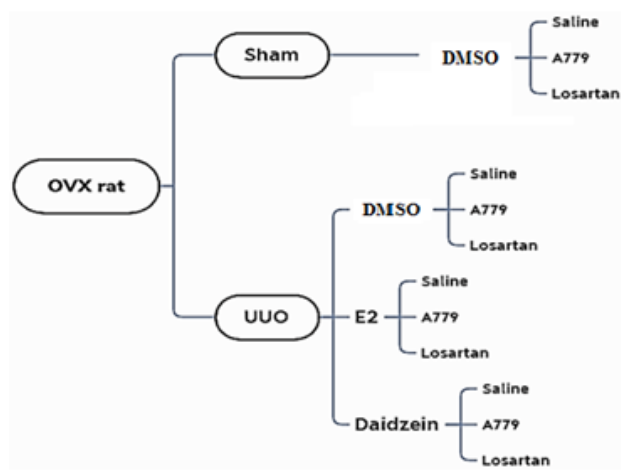 Saline
Sham
DMSO
A779
Losartan
OVX rat
Saline
DMSO
A779
Losartan
UUO
Saline
E2
A779
Losartan
Saline
Daidzein
A779
Losartan